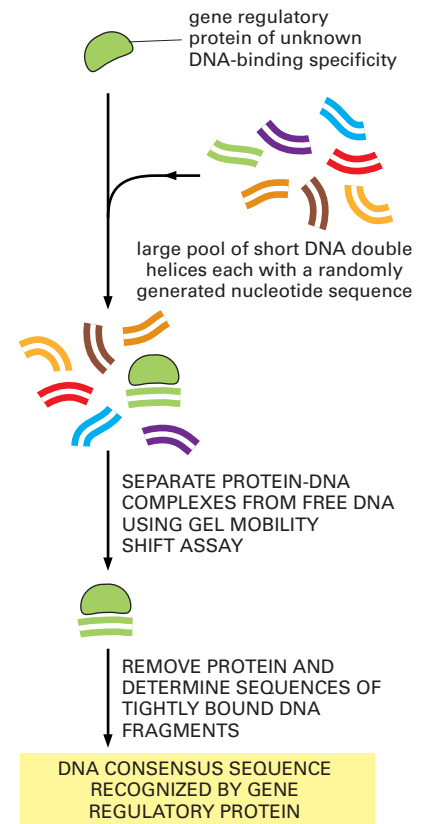 gene regulatory
protein of unknown
DNA-binding specificity
large pool of short DNA double
helices each with a randomly
generated nucleotide sequence
SEPARATE PROTEIN-DNA
COMPLEXES FROM FREE DNA
USING GEL MOBILITY
SHIFT ASSAY
REMOVE PROTEIN AND
DETERMINE SEQUENCES OF
TIGHTLY BOUND DNA
FRAGMENTS
DNA CONSENSUS SEQUENCE
RECOGNIZED BY GENE
REGULATORY PROTEIN